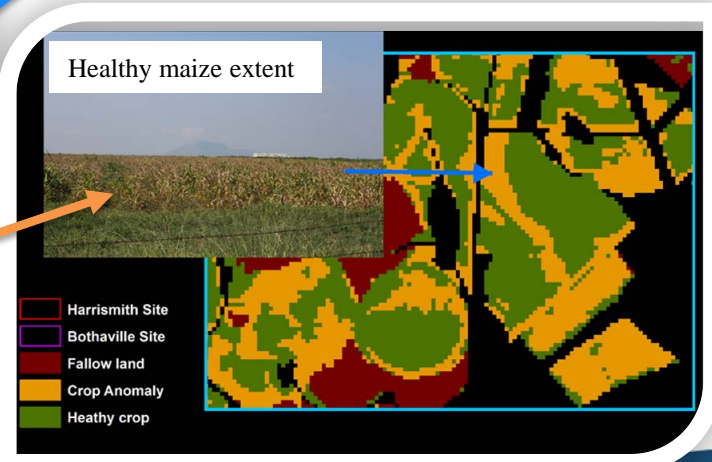 Healthy maize extent
Harrismith Site
Bothaville Site
Fallow land
Crop Anomaly
Heathy crop